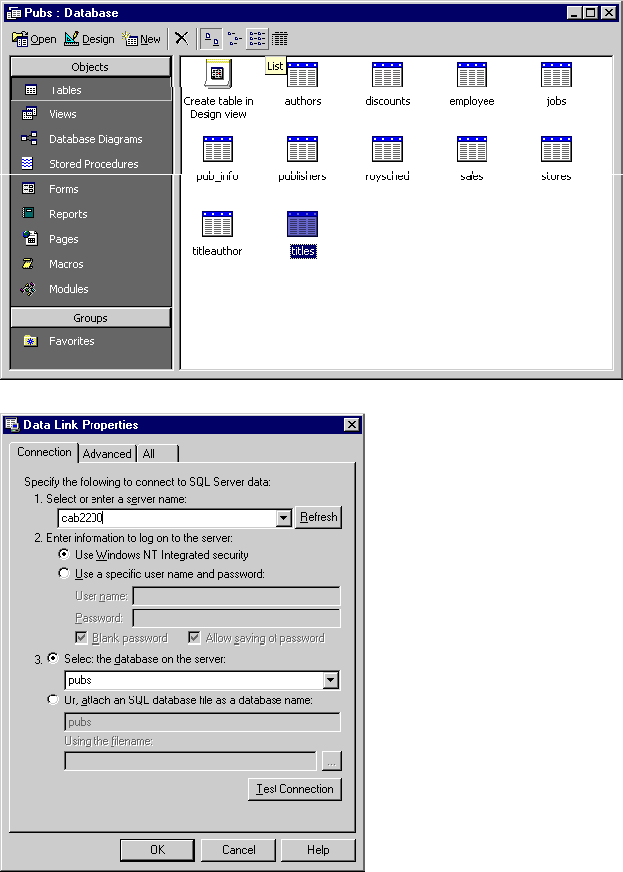 Pubs : Database
Open Design New
List
Objects
Tables
Views
Database Diagrams
Stored Procedures
Forms
Reports
Pages
Macros
Modules
Groups
Favorites
Create table in Design view
authors
discounts
employee
jobs
pub_info
publishers
roysched
sales
stores
titleauthor
titles
Data Link Properties
Connection Advanced All
Specify the following to connect to SQL Server data:
1. Select or enter a server name:
cab2200 Refresh
2. Enter information to log on to the server:
Use Windows NT Integrated security
Use a specific user name and password:
User name:
Password:
Blank password Allow saving of password
3. Select the database on the server:
pubs
Or, attach an SQL database file as a database name:
pubs
Using the filename:
...
Test Connection
OK Cancel Help